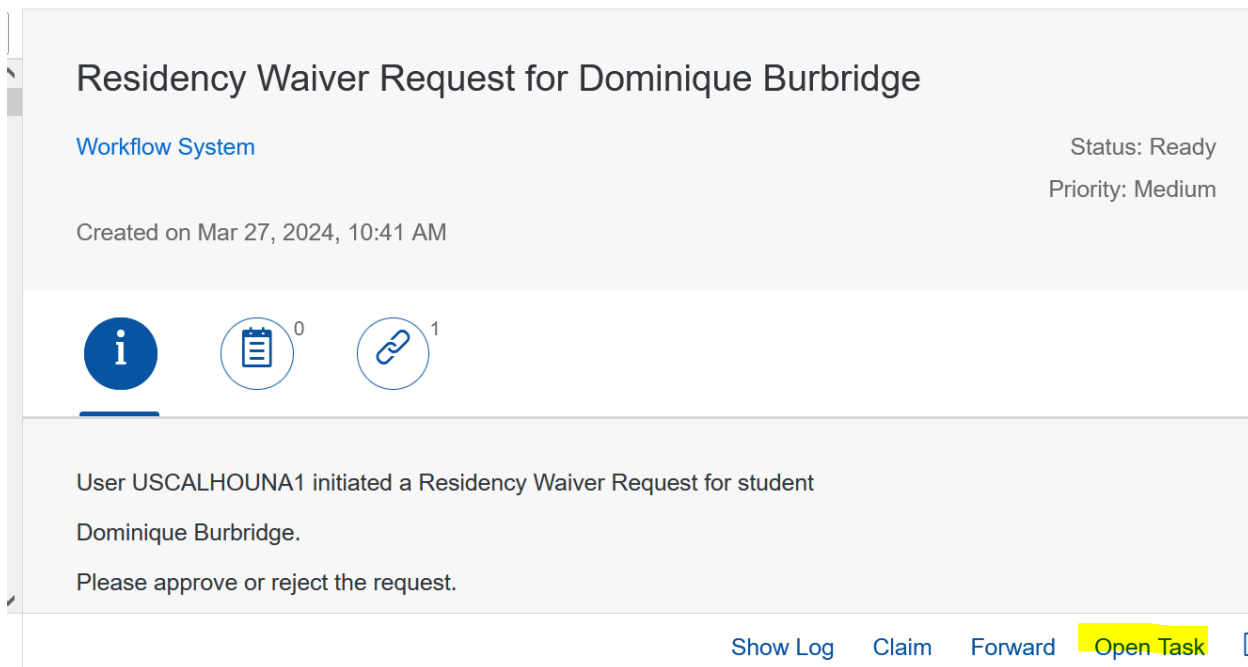 Residency Waiver Request for Dominique Burbridge
Workflow System
Status: Ready
Priority: Medium
Created on Mar 27, 2024, 10:41 AM
i
0
1
User USCALHOUNA1 initiated a Residency Waiver Request for student
Dominique Burbridge.
Please approve or reject the request.
Show Log Claim Forward Open Task